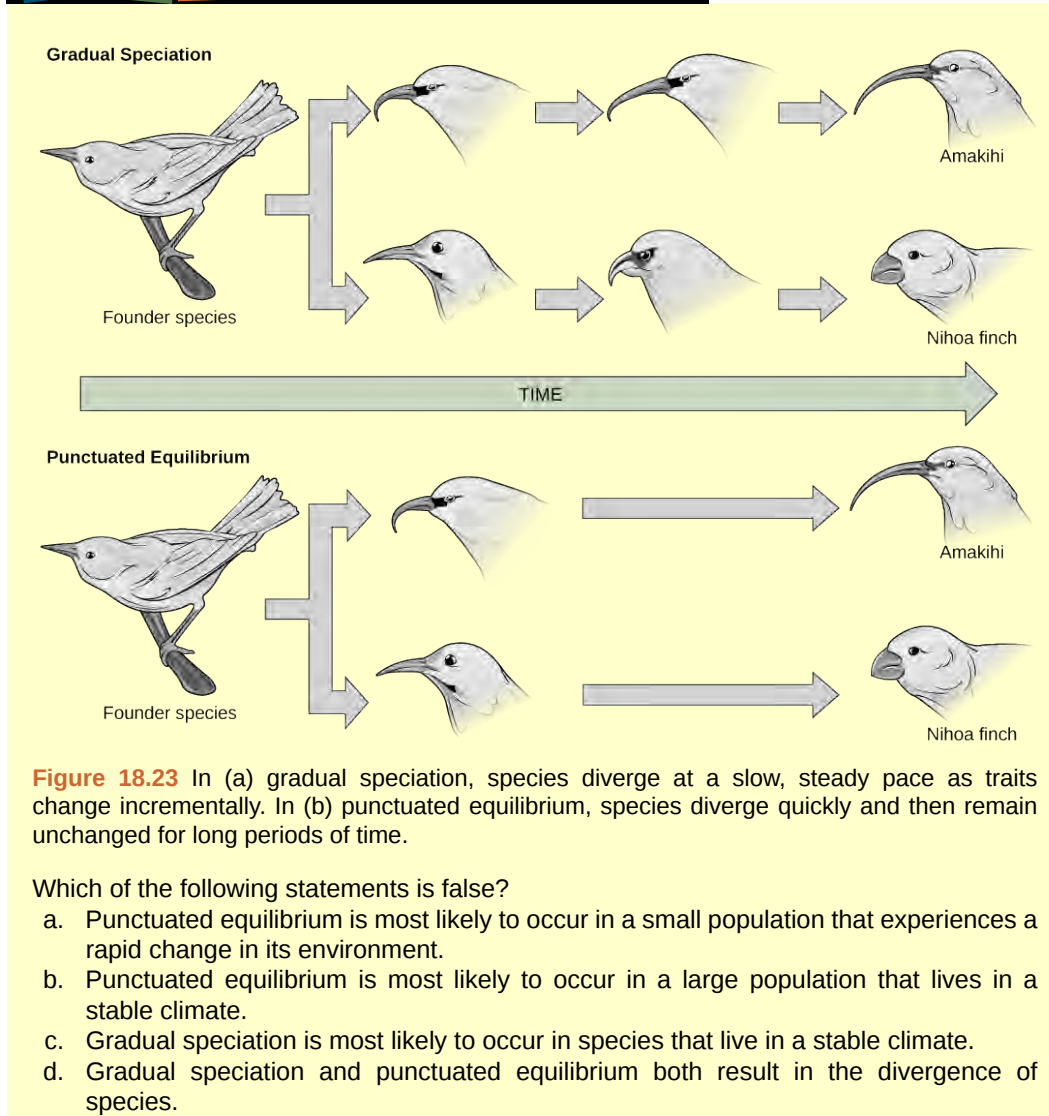 Gradual Speciation
Amakihi
Founder species
Nihoa finch
TIME
Punctuated Equilibrium
Amakihi
Founder species
Nihoa finch
Figure 18.23 In (a) gradual speciation, species diverge at a slow, steady pace as traits
change incrementally. In (b) punctuated equilibrium, species diverge quickly and then remain
unchanged for long periods of time.
Which of the following statements is false?
a. Punctuated equilibrium is most likely to occur in a small population that experiences a
rapid change in its environment.
b. Punctuated equilibrium is most likely to occur in a large population that lives in a
stable climate.
c. Gradual speciation is most likely to occur in species that live in a stable climate.
d. Gradual speciation and punctuated equilibrium both result in the divergence of
species.